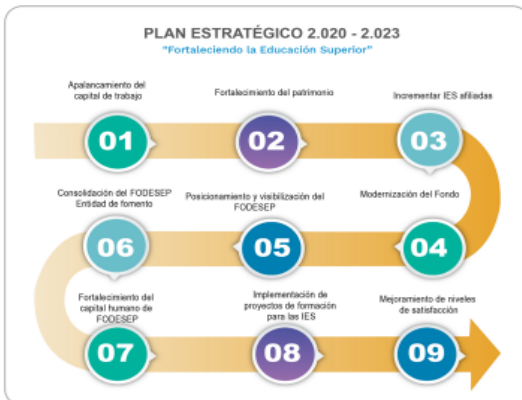 PLAN ESTRATÉGICO 2.020 - 2.023
"Fortaleciendo la Educación Superior"
Apalancamiento del
capital de trabajo
01
Fortalecimiento del patrimonio
02
Incrementar IES afiliadas
03
Modernización del Fondo
04
Posicionamiento y visibilización del
FODESEP
05
Consolidación del FODESEP
Entidad de fomento
06
Fortalecimiento del
capital humano de
FODESEP
07
Implementación de
proyectos de formación
para las IES
08
Mejoramiento de niveles
de satisfacción
09